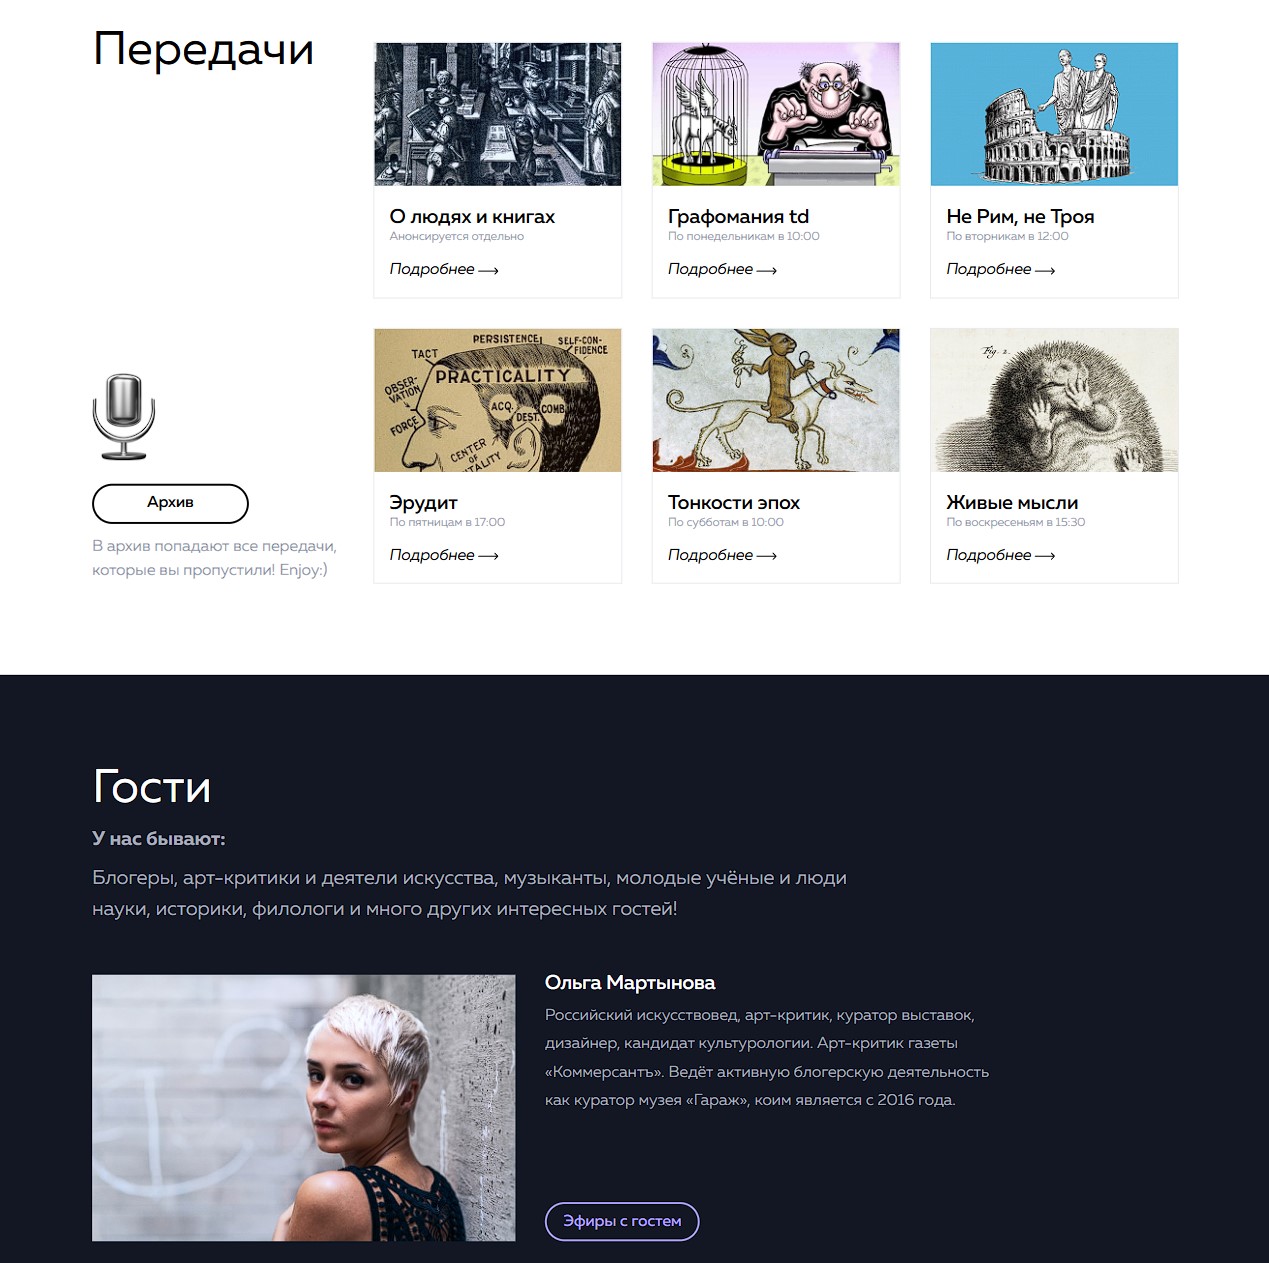 Передачи
О людях и книгах
Анонсируется отдельно
Подробнее ⟶
Графомания td
По понедельникам в 10:00
Подробнее ⟶
Не Рим, не Троя
По вторникам в 12:00
Подробнее ⟶
PERSISTENCE
SELF-CON-
FIDENCE
TACT
PRACTICALITY
OBSER-
VATION
ACQ.
COMB.
DEST.
FORCE
CENTER
OF
VITALITY
Эрудит
По пятницам в 17:00
Подробнее ⟶
Тонкости эпох
По субботам в 10:00
Подробнее ⟶
Fig. 2.
Живые мысли
По воскресеньям в 15:30
Подробнее ⟶
Архив
В архив попадают все передачи,
которые вы пропустили! Enjoy:)
Гости
У нас бывают:
Блогеры, арт-критики и деятели искусства, музыканты, молодые учёные и люди
науки, историки, филологи и много других интересных гостей!
Ольга Мартынова
Российский искусствовед, арт-критик, куратор выставок,
дизайнер, кандидат культурологии. Арт-критик газеты
«Коммерсантъ». Ведёт активную блогерскую деятельность
как куратор музея «Гараж», коим является с 2016 года.
Эфиры с гостем